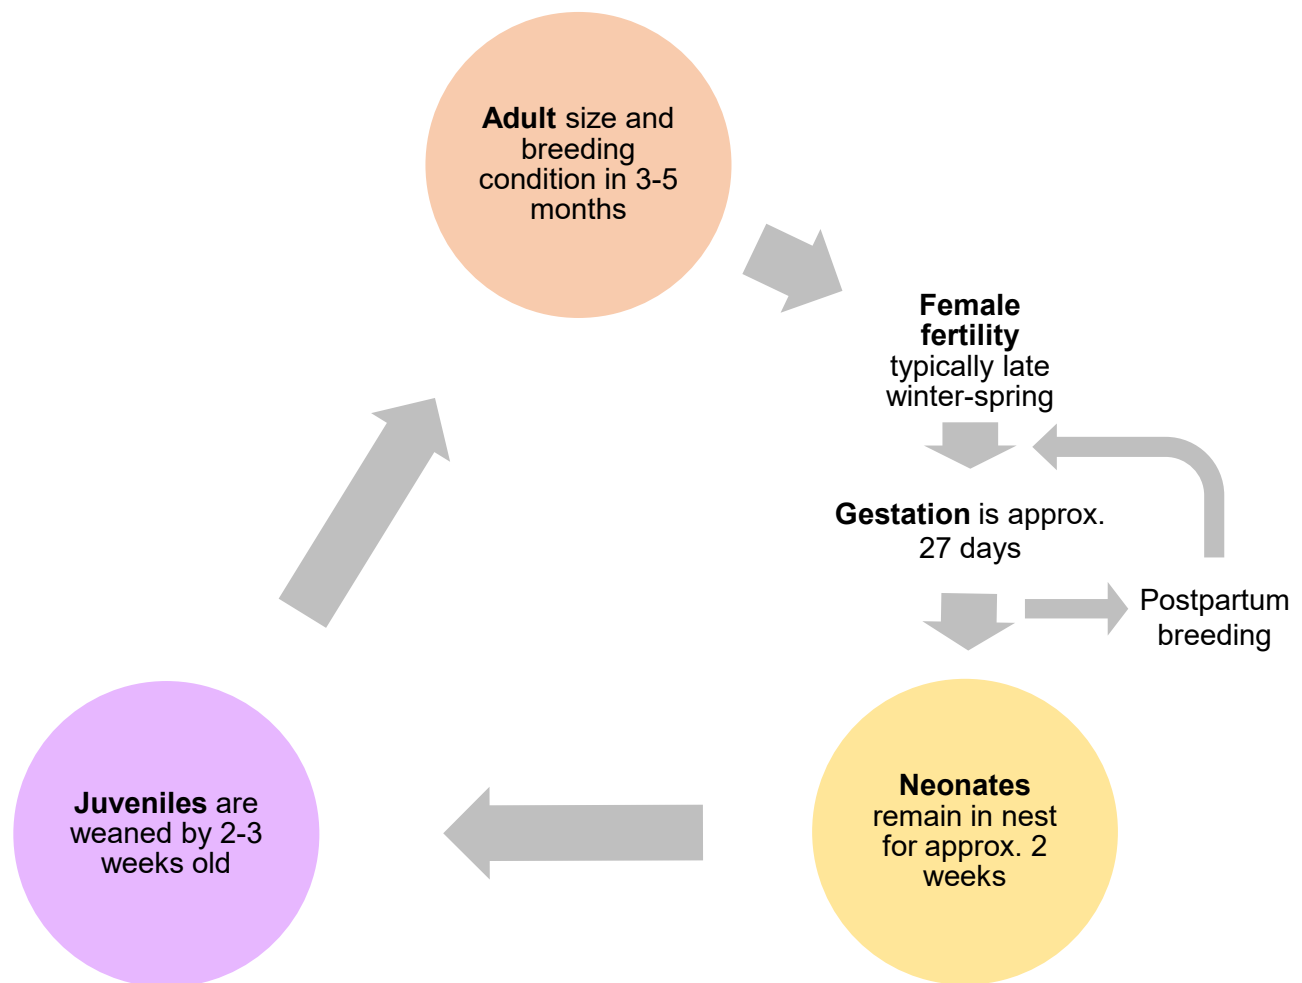 Adult size and
breeding
condition in 3-5
months
Female
fertility
typically late
winter-spring
Gestation is approx.
27 days
Postpartum
breeding
Neonates
remain in nest
for approx. 2
weeks
Juveniles are
weaned by 2-3
weeks old